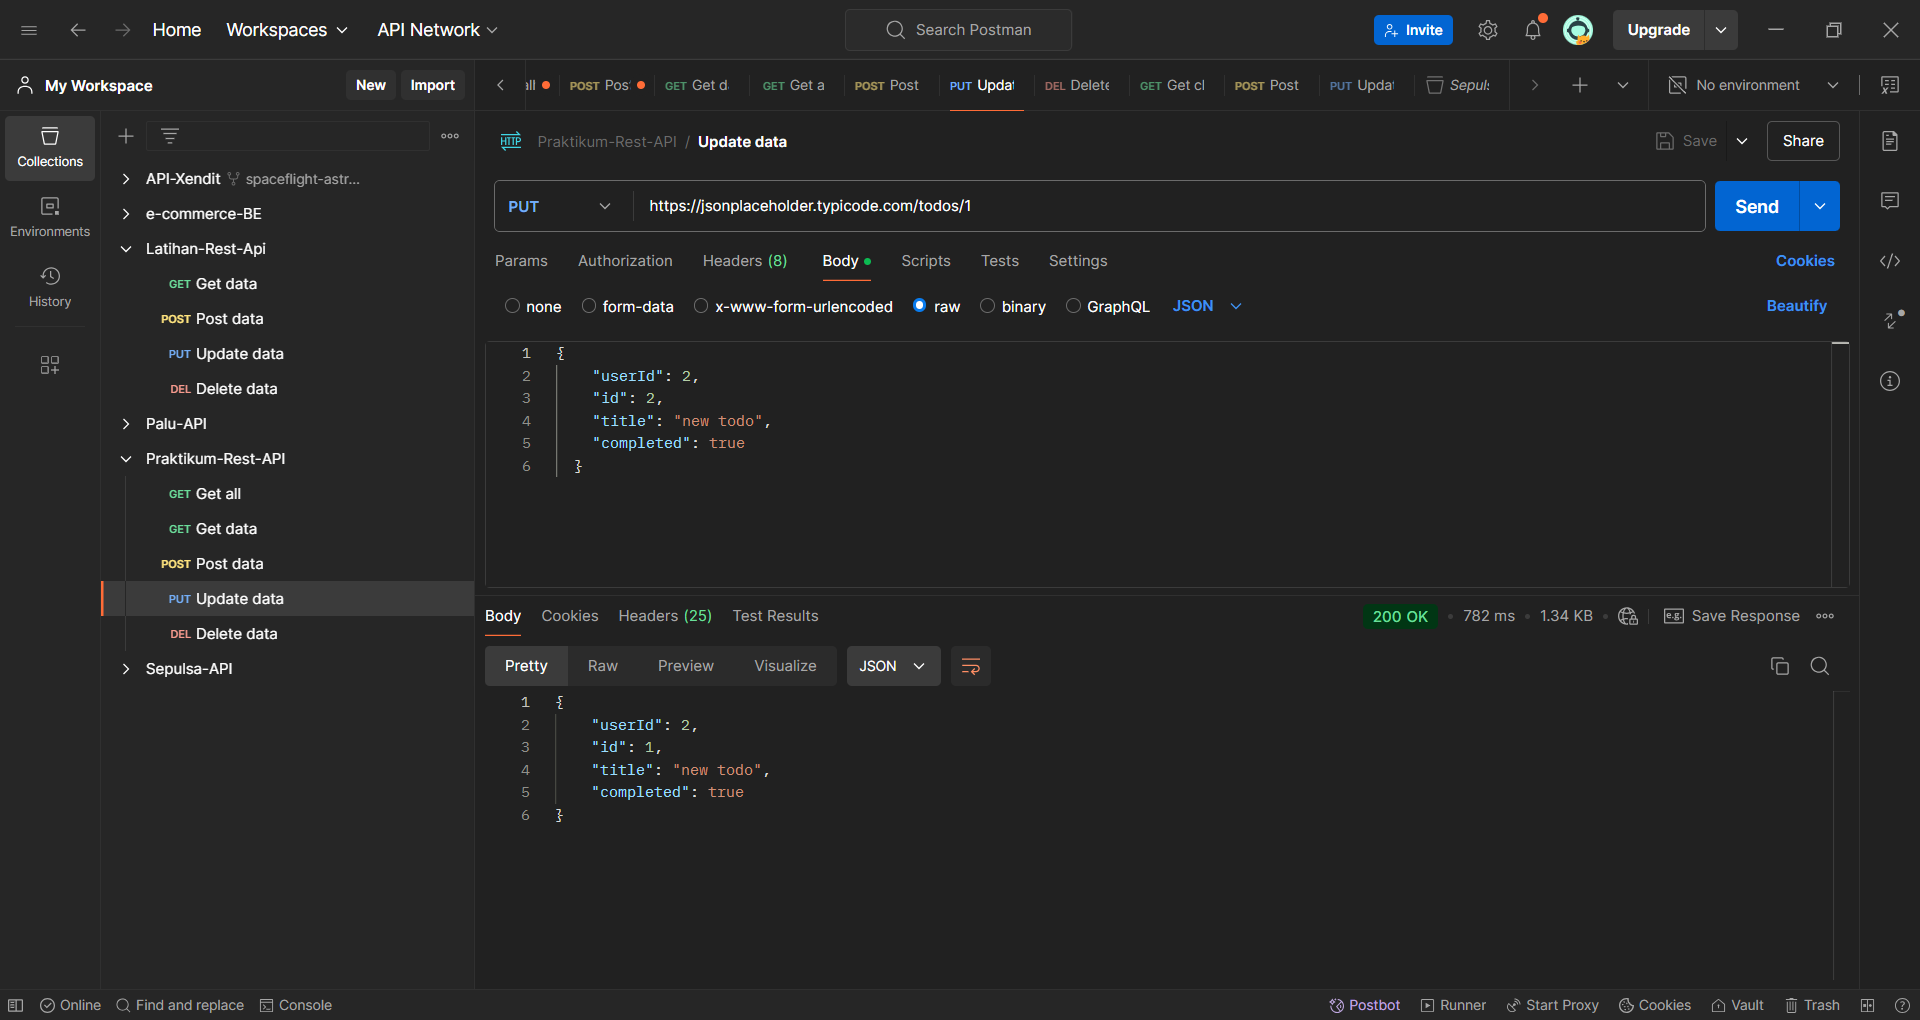 Home Workspaces API Network Search Postman Invite Upgrade
My Workspace New Import all POST Pos GET Get d GET Get a POST Post PUT Updat DEL Delete GET Get cl POST Post PUT Updat Sepuls No environment
Collections
Environments
History
API-Xendit spaceflight-astr...
e-commerce-BE
Latihan-Rest-Api
GET Get data
POST Post data
PUT Update data
DEL Delete data
Palu-API
Praktikum-Rest-API
GET Get all
GET Get data
POST Post data
PUT Update data
DEL Delete data
Sepulsa-API
HTTP Praktikum-Rest-API / Update data Save Share
PUT https://jsonplaceholder.typicode.com/todos/1 Send
Params Authorization Headers (8) Body Scripts Tests Settings Cookies
none form-data x-www-form-urlencoded raw binary GraphQL JSON Beautify
1 {
2 "userId": 2,
3 "id": 2,
4 "title": "new todo",
5 "completed": true
6 }
Body Cookies Headers (25) Test Results 200 OK 782 ms 1.34 KB e.g. Save Response
Pretty Raw Preview Visualize JSON
1 {
2 "userId": 2,
3 "id": 1,
4 "title": "new todo",
5 "completed": true
6 }
Online Find and replace Console Postbot Runner Start Proxy Cookies Vault Trash